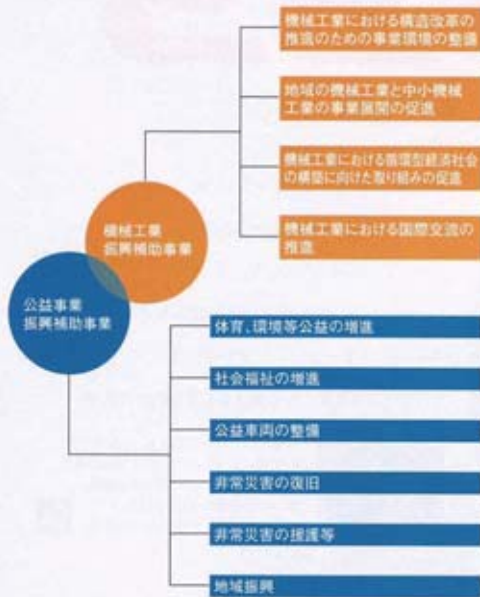 機械工業における構造改革の
推進のための事業環境の整備
地域の機械工業と中小機械
工業の事業展開の促進
機械工業における循環型経済社会
の構築に向けた取り組みの促進
機械工業における国際交流の
推進
機械工業
振興補助事業
公益事業
振興補助事業
体育、環境等公益の増進
社会福祉の増進
公益車両の整備
非常災害の復旧
非常災害の援護等
地域振興